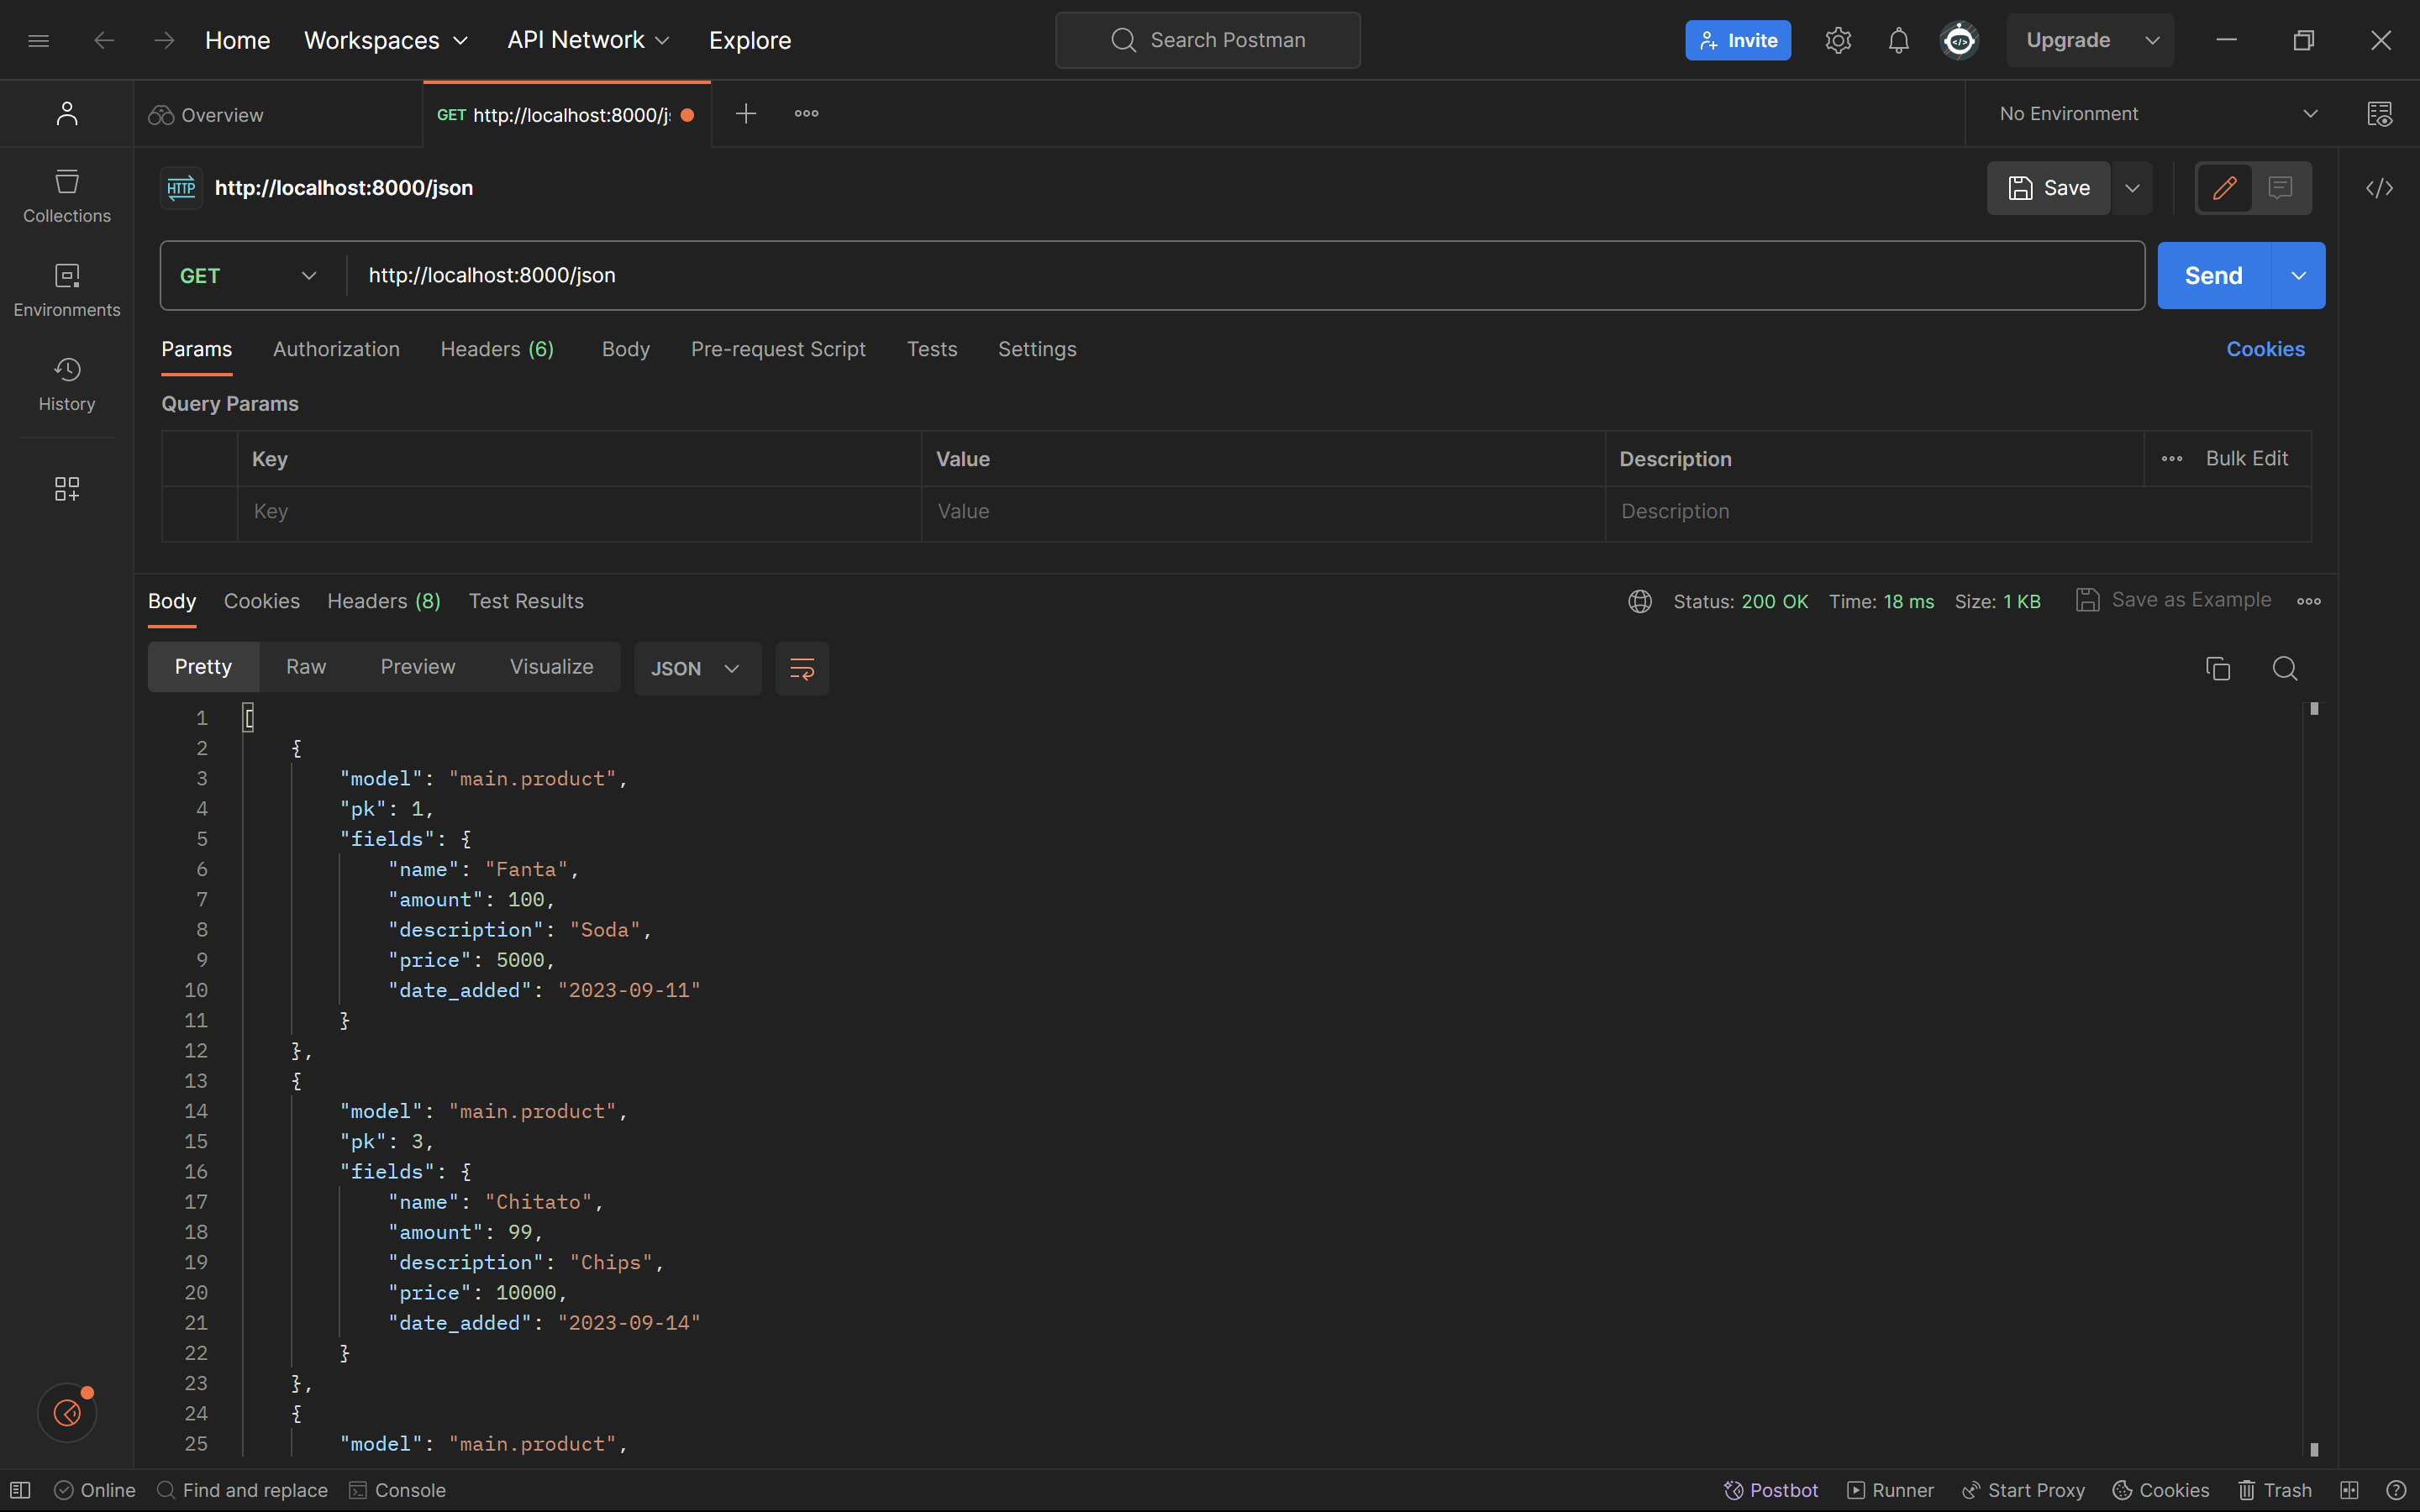 Home Workspaces API Network Explore Search Postman Invite Upgrade
Overview GET http://localhost:8000/j No Environment
HTTP http://localhost:8000/json Save
Collections
GET http://localhost:8000/json Send
Environments
Params Authorization Headers (6) Body Pre-request Script Tests Settings Cookies
History
Query Params
Key Value Description Bulk Edit
Key Value Description
Body Cookies Headers (8) Test Results Status: 200 OK Time: 18 ms Size: 1 KB Save as Example
Pretty Raw Preview Visualize JSON
1 [
2 {
3 "model": "main.product",
4 "pk": 1,
5 "fields": {
6 "name": "Fanta",
7 "amount": 100,
8 "description": "Soda",
9 "price": 5000,
10 "date_added": "2023-09-11"
11 }
12 },
13 {
14 "model": "main.product",
15 "pk": 3,
16 "fields": {
17 "name": "Chitato",
18 "amount": 99,
19 "description": "Chips",
20 "price": 10000,
21 "date_added": "2023-09-14"
22 }
23 },
24 {
25 "model": "main.product",
Online Find and replace Console Postbot Runner Start Proxy Cookies Trash